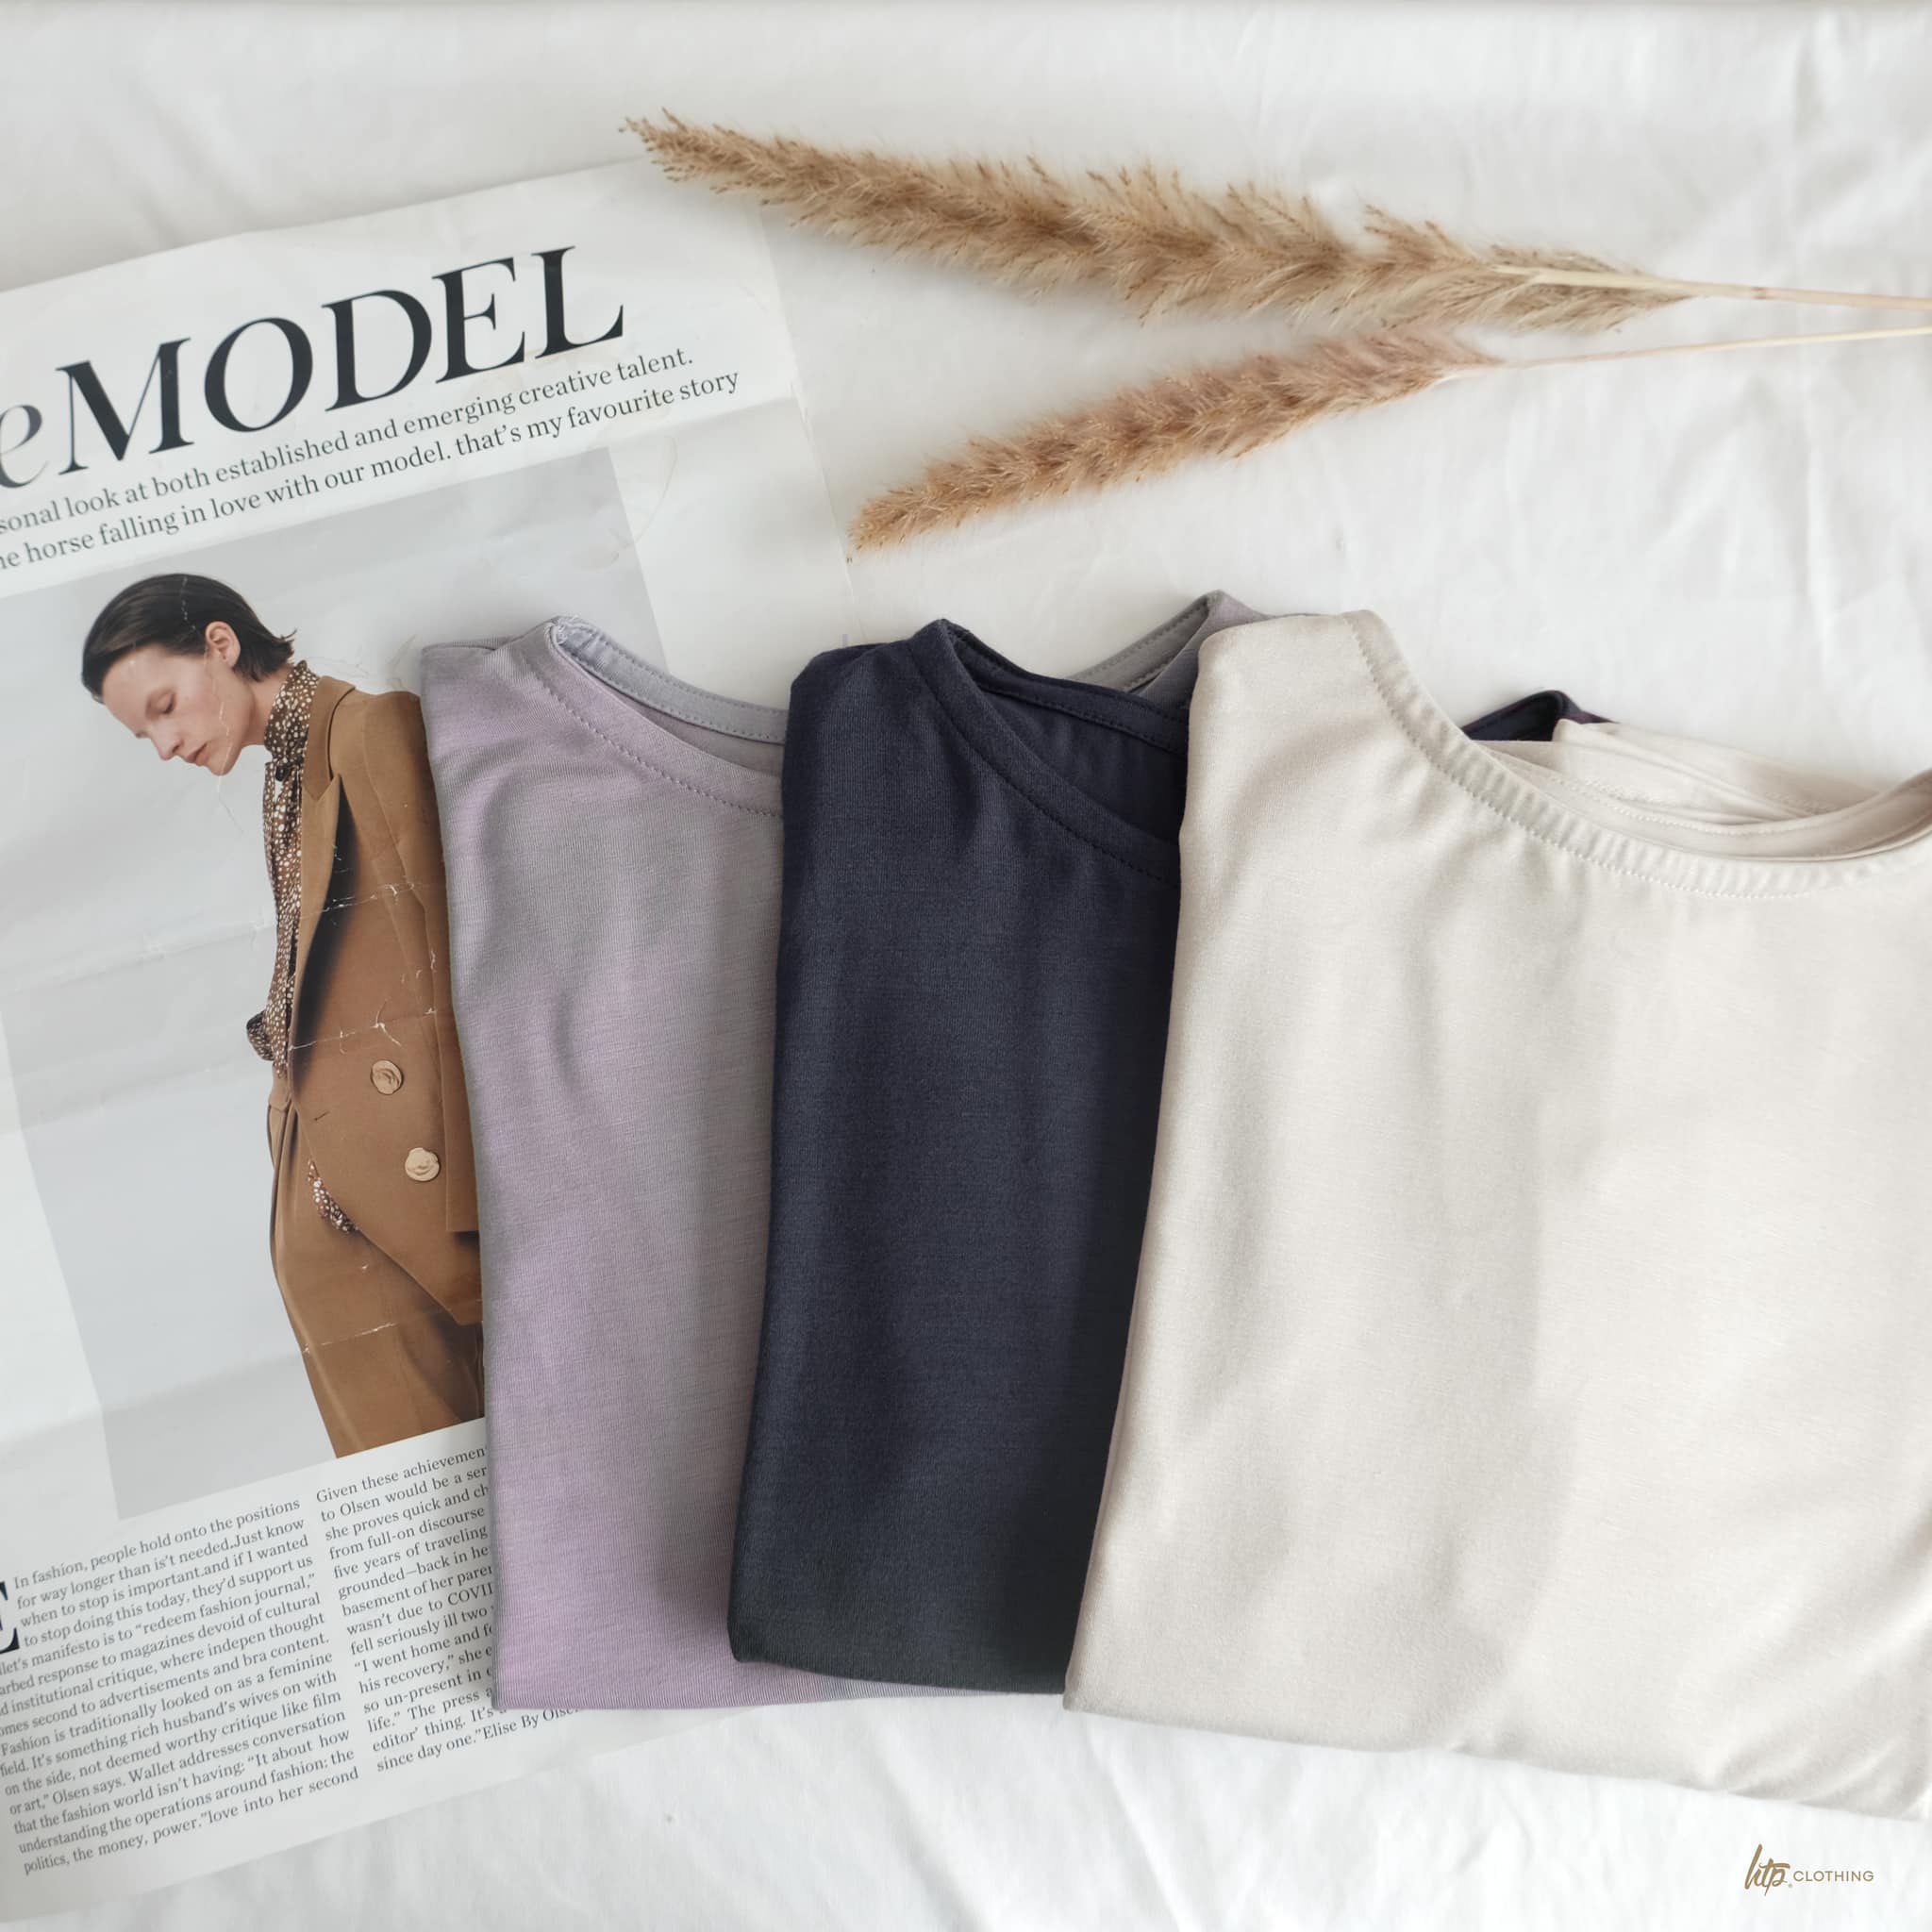 eMODEL
sonal look at both established and emerging creative talent.
he horse falling in love with our model. that's my favourite story
E
In fashion, people hold onto the positions
for way longer than is't needed.Just know
when to stop is important.and if I wanted
to stop doing this today, they'd support us
llet's manifesto is to "redeem fashion journal,"
arbed response to magazines devoid of cultural
d institutional critique, where indepen thought
omes second to advertisements and bra content.
"Fashion is traditionally looked on as a feminine
field. It's something rich husband's wives on with
on the side, not deemed worthy critique like film
or art," Olsen says. Wallet addresses conversation
that the fashion world isn't having: "It about how
understanding the operations around fashion: the
politics, the money, power."love into her second
Given these achievemen
to Olsen would be a ser
she proves quick and ch
from full-on discourse
five years of traveling
grounded—back in he
basement of her paren
wasn't due to COVII
fell seriously ill two
"I went home and f
his recovery," she
so un-present in
life." The press a
editor' thing. It's
since day one."Elise By Olse
htp CLOTHING